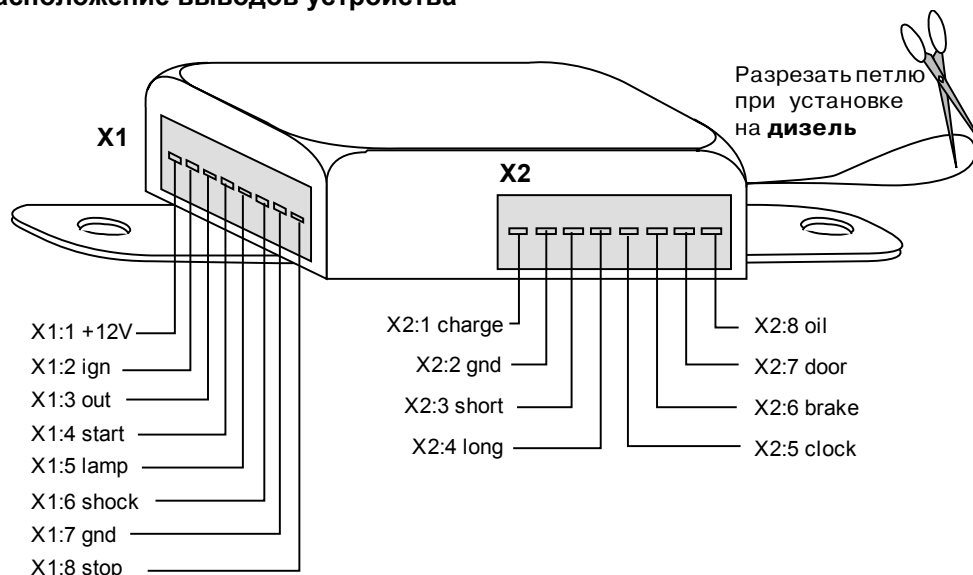 асположение выводов устройства
Разрезать петлю
при установке
на дизель
X1
X2
X1:1 +12V
X1:2 ign
X1:3 out
X1:4 start
X1:5 lamp
X1:6 shock
X1:7 gnd
X1:8 stop
X2:1 charge
X2:2 gnd
X2:3 short
X2:4 long
X2:8 oil
X2:7 door
X2:6 brake
X2:5 clock